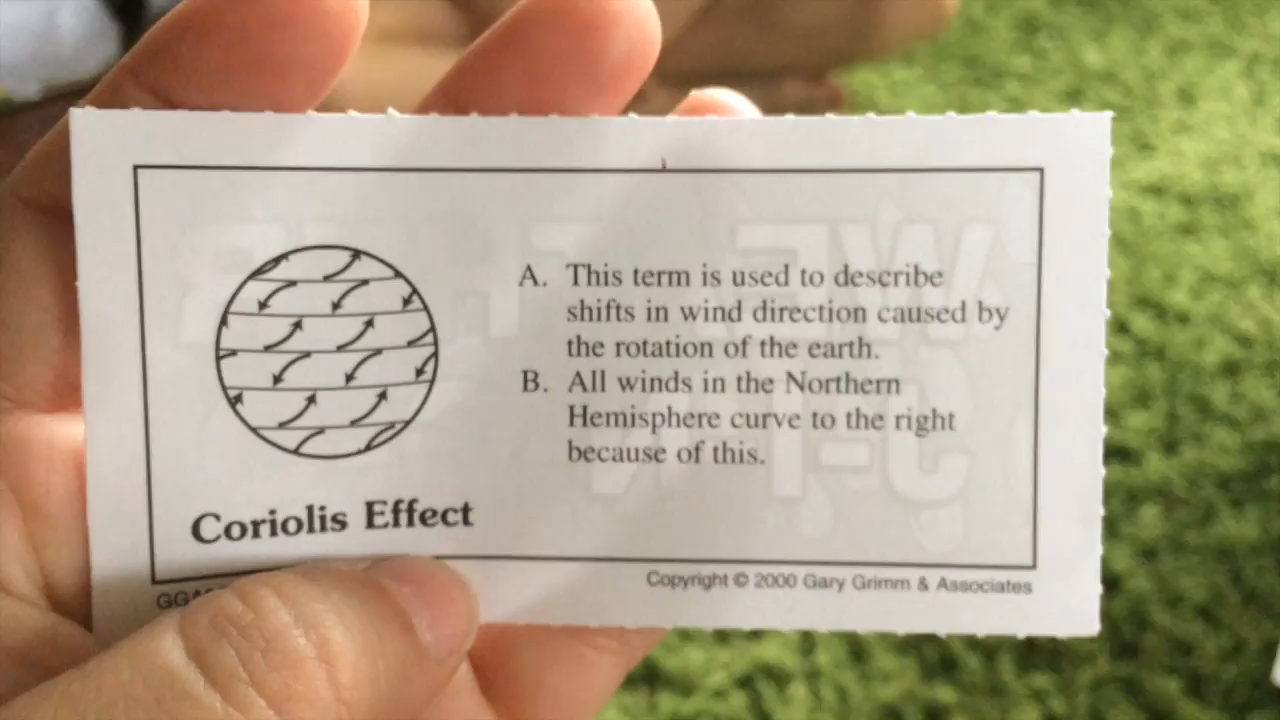 A. This term is used to describe
shifts in wind direction caused by
the rotation of the earth.
B. All winds in the Northern
Hemisphere curve to the right
because of this.
Coriolis Effect
Copyright © 2000 Gary Grimm & Associates